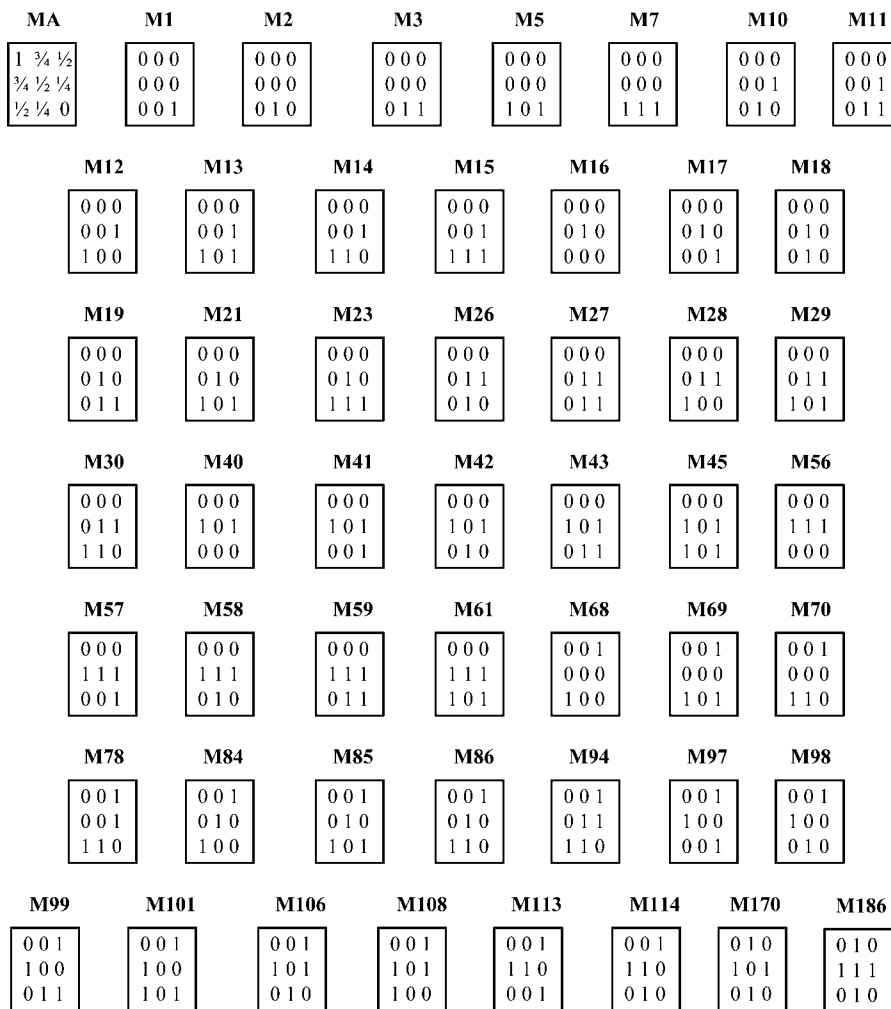 MA M1 M2 M3 M5 M7 M10 M11
1 ¾ ½ 0 0 0 0 0 0 0 0 0 0 0 0 0 0 0 0 0 0 0 0 0
¾ ½ ¼ 0 0 0 0 0 0 0 0 0 0 0 0 0 0 0 0 0 1 0 0 1
½ ¼ 0 0 0 1 0 1 0 0 1 1 1 0 1 1 1 1 0 1 0 0 1 1
M12 M13 M14 M15 M16 M17 M18
0 0 0 0 0 0 0 0 0 0 0 0 0 0 0 0 0 0 0 0 0
0 0 1 0 0 1 0 0 1 0 0 1 0 1 0 0 1 0 0 1 0
1 0 0 1 0 1 1 1 0 1 1 1 0 0 0 0 0 1 0 1 0
M19 M21 M23 M26 M27 M28 M29
0 0 0 0 0 0 0 0 0 0 0 0 0 0 0 0 0 0 0 0 0
0 1 0 0 1 0 0 1 0 0 1 1 0 1 1 0 1 1 0 1 1
0 1 1 1 0 1 1 1 1 0 1 0 0 1 1 1 0 0 1 0 1
M30 M40 M41 M42 M43 M45 M56
0 0 0 0 0 0 0 0 0 0 0 0 0 0 0 0 0 0 0 0 0
0 1 1 1 0 1 1 0 1 1 0 1 1 0 1 1 0 1 1 1 1
1 1 0 0 0 0 0 0 1 0 1 0 0 1 1 1 0 1 0 0 0
M57 M58 M59 M61 M68 M69 M70
0 0 0 0 0 0 0 0 0 0 0 0 0 0 1 0 0 1 0 0 1
1 1 1 1 1 1 1 1 1 1 1 1 0 0 0 0 0 0 0 0 0
0 0 1 0 1 0 0 1 1 1 0 1 1 0 0 1 0 1 1 1 0
M78 M84 M85 M86 M94 M97 M98
0 0 1 0 0 1 0 0 1 0 0 1 0 0 1 0 0 1 0 0 1
0 0 1 0 1 0 0 1 0 0 1 0 0 1 1 1 0 0 1 0 0
1 1 0 1 0 0 1 0 1 1 1 0 1 1 0 0 0 1 0 1 0
M99 M101 M106 M108 M113 M114 M170 M186
0 0 1 0 0 1 0 0 1 0 0 1 0 0 1 0 0 1 0 1 0 0 1 0
1 0 0 1 0 0 1 0 1 1 0 1 1 1 0 1 1 0 1 0 1 1 1 1
0 1 1 1 0 1 0 1 0 1 0 0 0 0 1 0 1 0 0 1 0 0 1 0